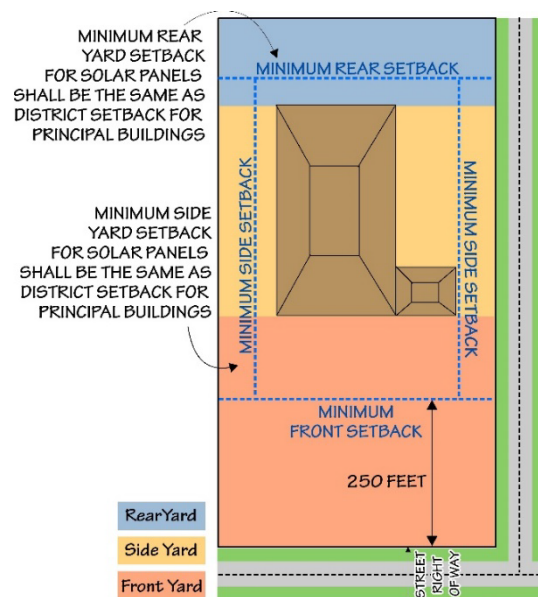 MINIMUM REAR
YARD SETBACK
FOR SOLAR PANELS
SHALL BE THE SAME AS
DISTRICT SETBACK FOR
PRINCIPAL BUILDINGS
MINIMUM REAR SETBACK
MINIMUM SIDE
YARD SETBACK
FOR SOLAR PANELS
SHALL BE THE SAME AS
DISTRICT SETBACK FOR
PRINCIPAL BUILDINGS
MINIMUM SIDE SETBACK
MINIMUM SIDE SETBACK
MINIMUM
FRONT SETBACK
250 FEET
Rear Yard
Side Yard
Front Yard
STREET
RIGHT
OF WAY